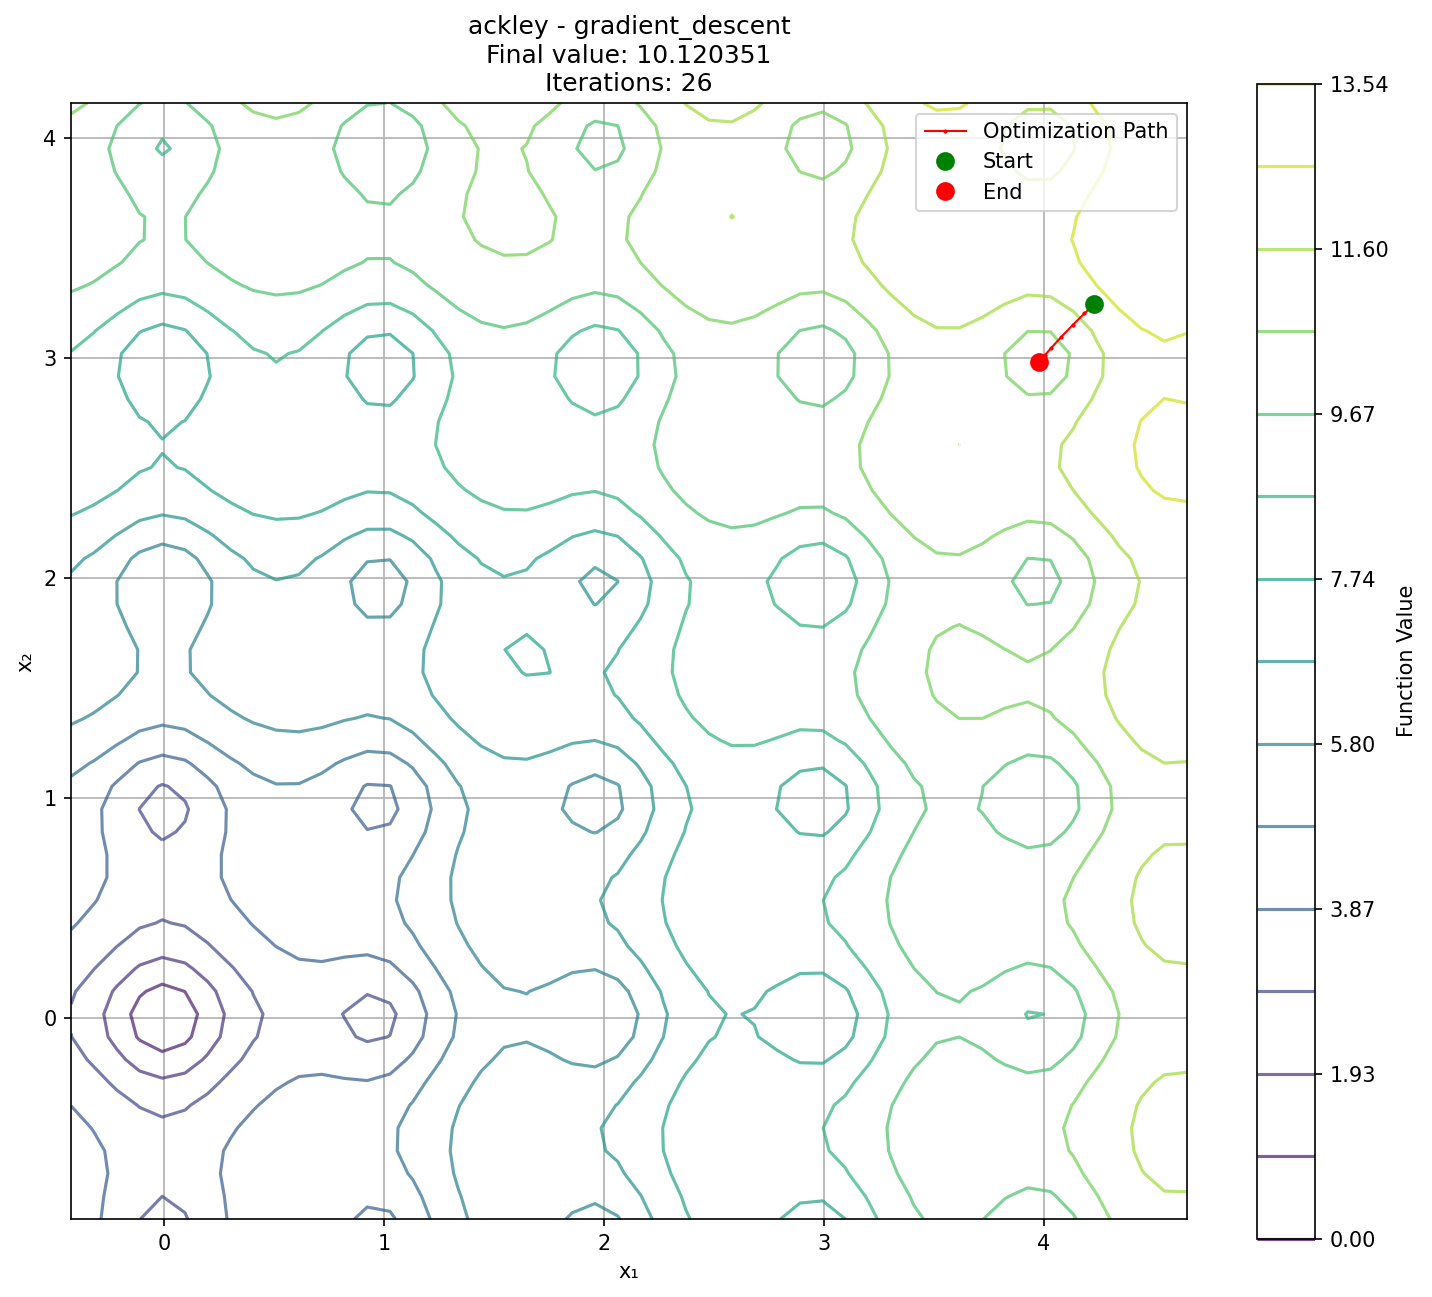 ackley - gradient_descent
Final value: 10.120351
Iterations: 26
Optimization Path
Start
End
4
3
2
1
0
x₂
0
1
2
3
4
x₁
13.54
11.60
9.67
7.74
5.80
3.87
1.93
0.00
Function Value